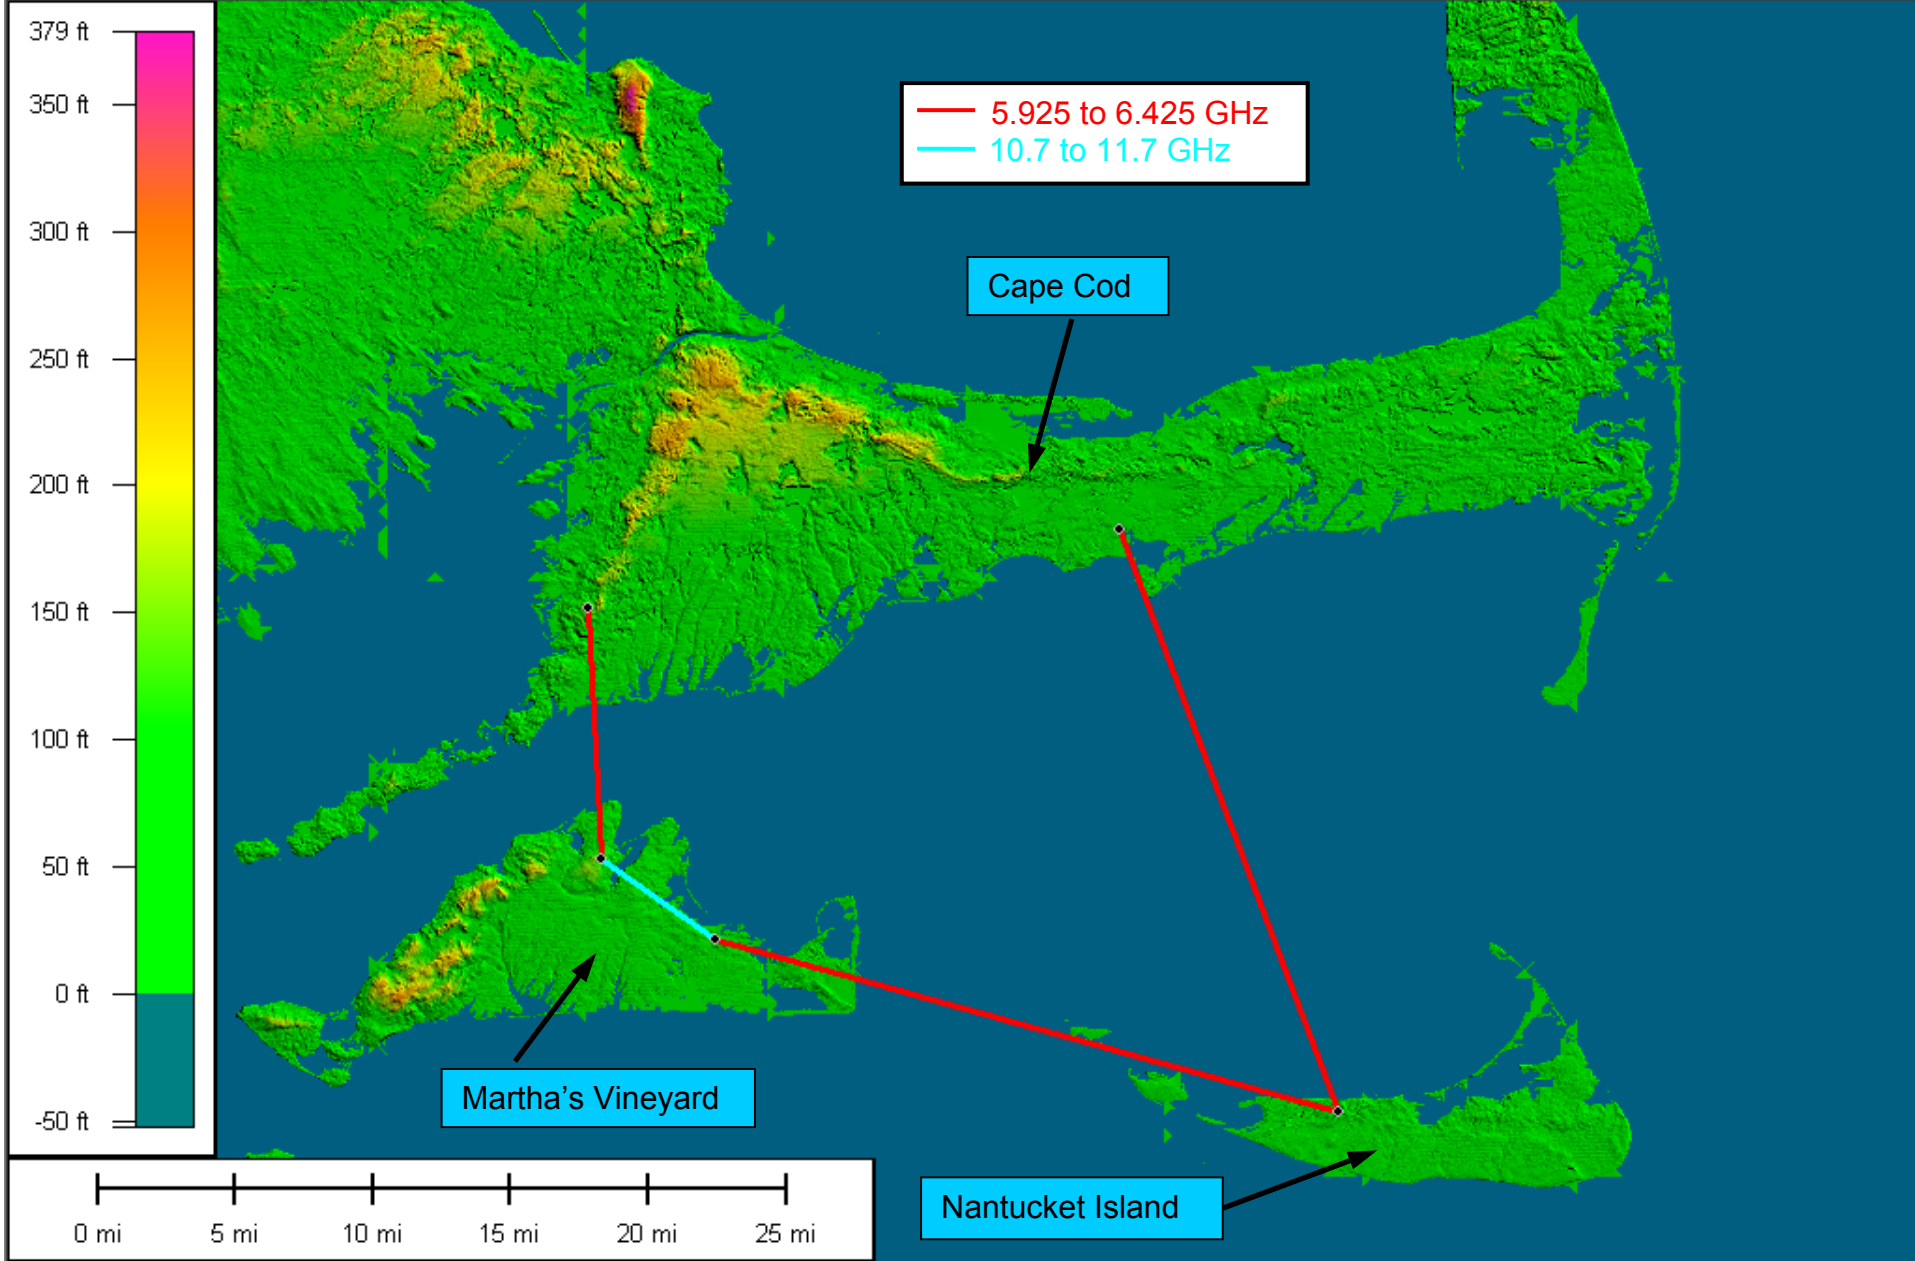 379 ft
350 ft
300 ft
250 ft
200 ft
150 ft
100 ft
50 ft
0 ft
-50 ft
5.925 to 6.425 GHz
10.7 to 11.7 GHz
Cape Cod
Martha’s Vineyard
Nantucket Island
0 mi 5 mi 10 mi 15 mi 20 mi 25 mi